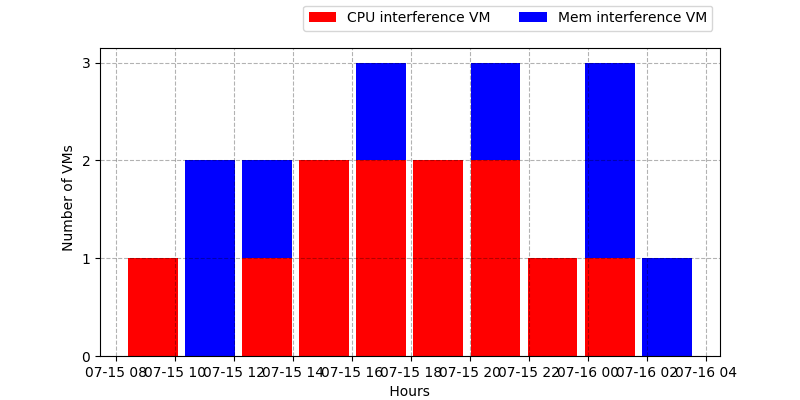 CPU interference VM Mem interference VM
3
2
1
0
Number of VMs
07-15 08 07-15 10 07-15 12 07-15 14 07-15 16 07-15 18 07-15 20 07-15 22 07-16 00 07-16 02 07-16 04
Hours